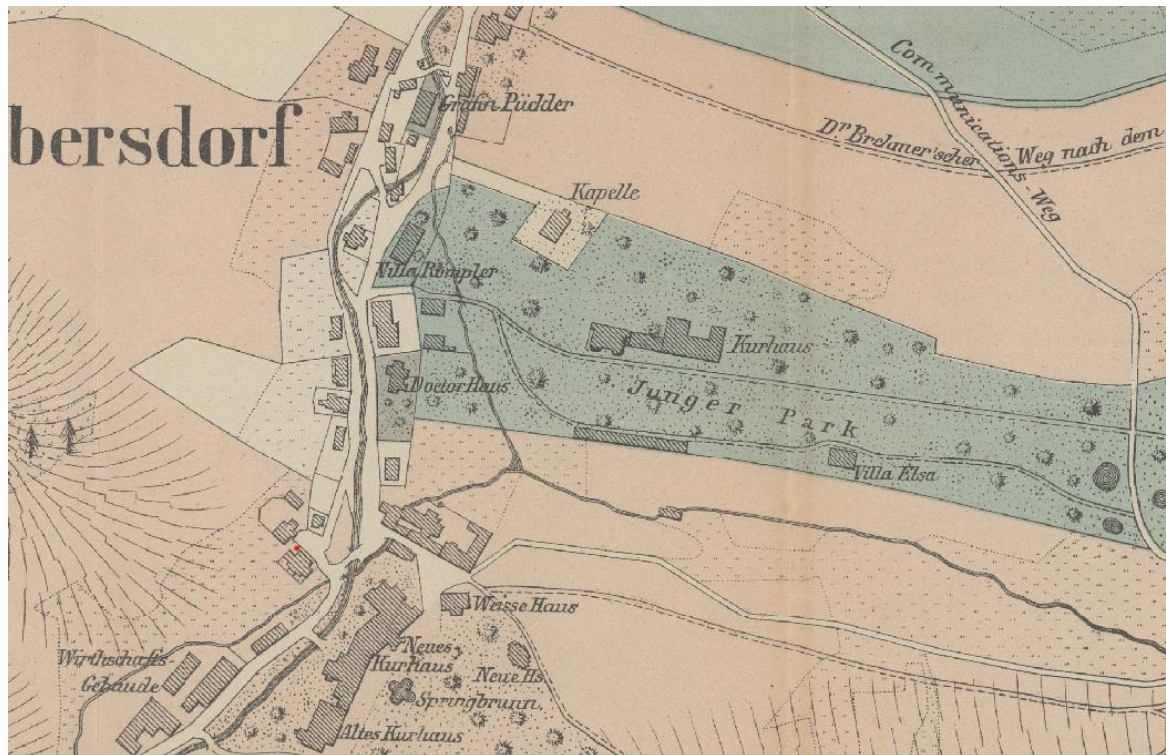 Communications-Weg
Gräfin Püdder
Dr Brehmer'scher Weg nach dem
bersdorf
Kapelle
Villa Römpler
Kurhaus
Doctor Haus
Junger Park
Villa Elsa
Weisse Haus
Wirthschafts-
Gebäude
Neues
Kurhaus
Neue Hs
Springbrunn.
Altes Kurhaus